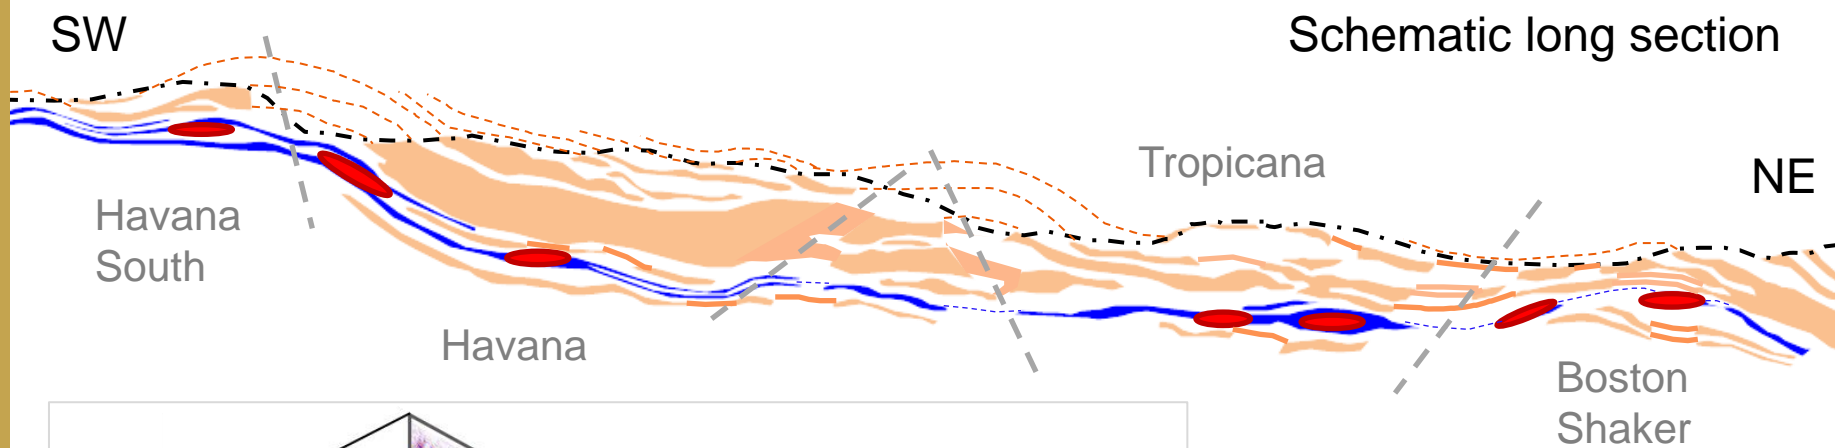 SW
Schematic long section
Tropicana
NE
Havana
South
Havana
Boston
Shaker